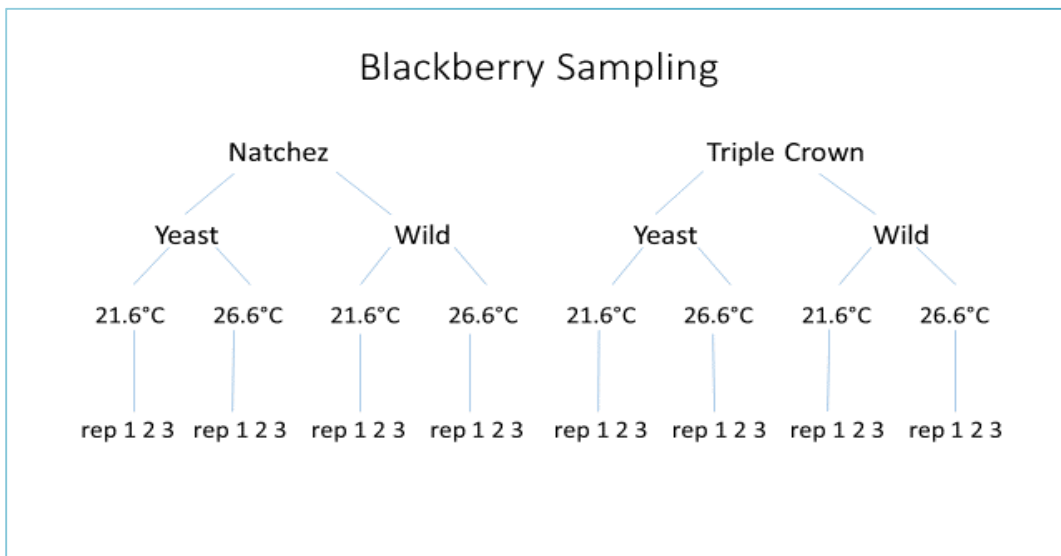 Blackberry Sampling
Natchez Triple Crown
Yeast Wild Yeast Wild
21.6°C 26.6°C 21.6°C 26.6°C 21.6°C 26.6°C 21.6°C 26.6°C
rep 1 2 3 rep 1 2 3 rep 1 2 3 rep 1 2 3 rep 1 2 3 rep 1 2 3 rep 1 2 3 rep 1 2 3